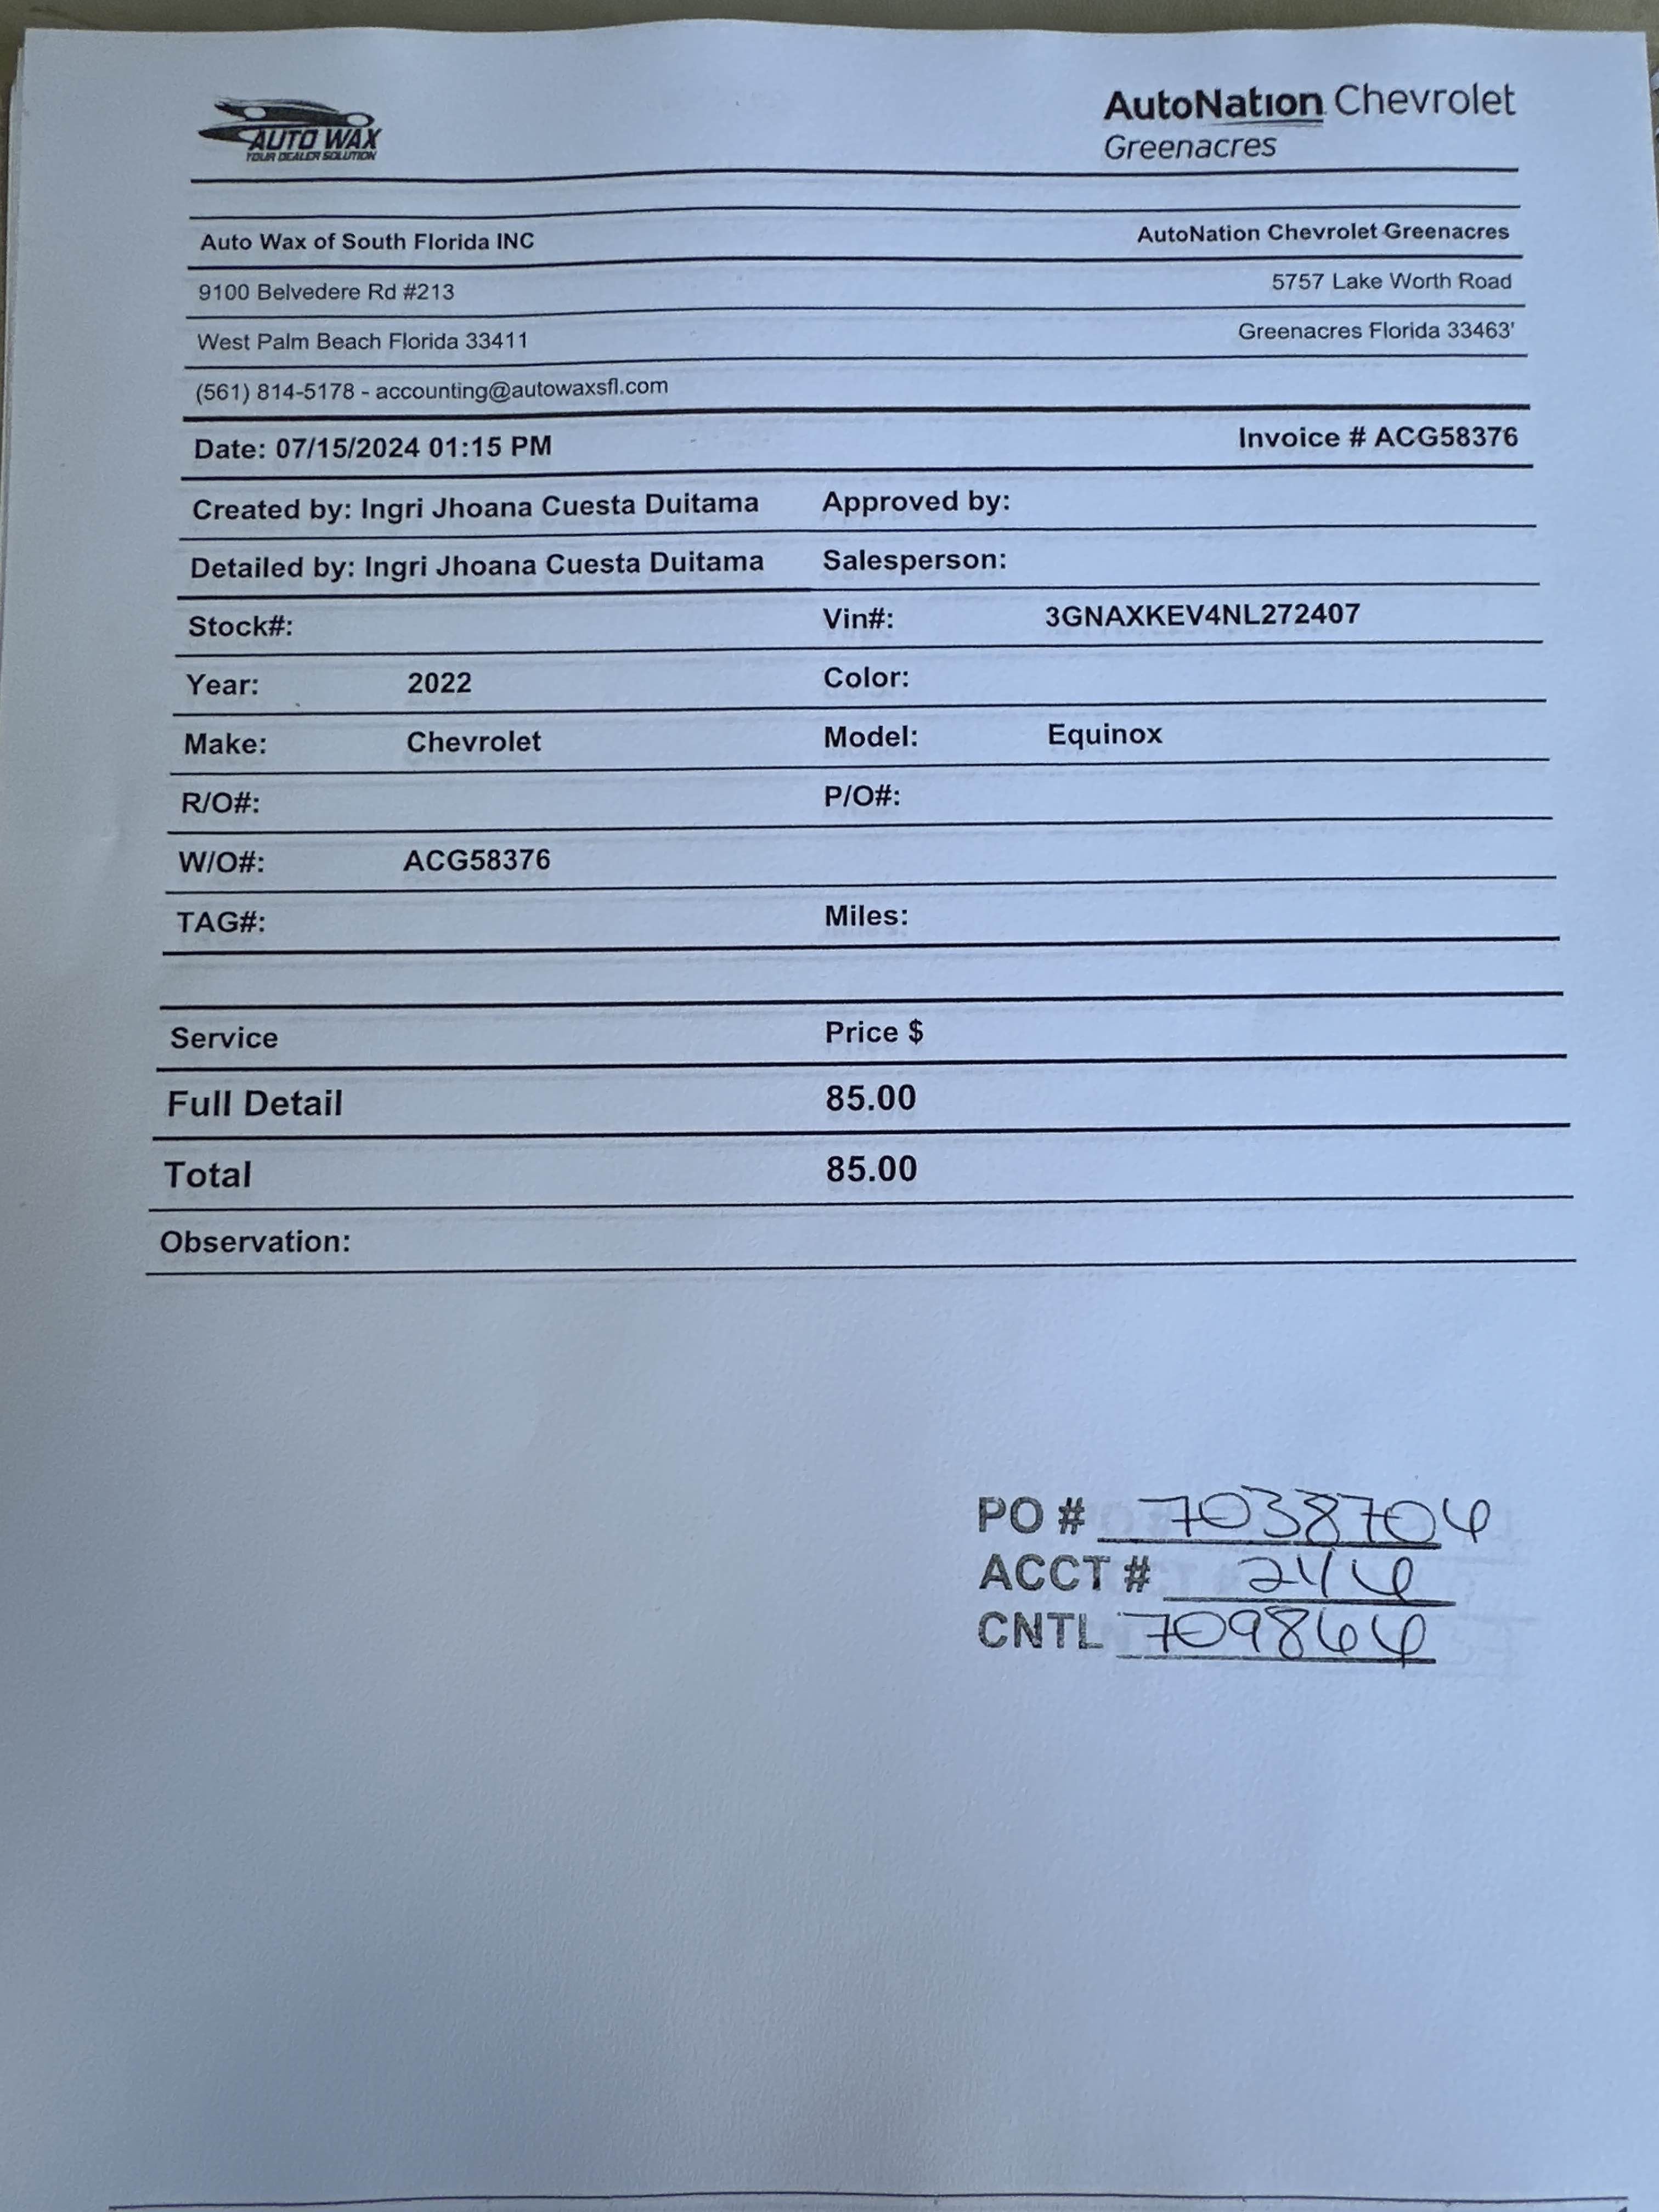 AUTO WAX
YOUR DEALER SOLUTION
AutoNation Chevrolet
Greenacres
Auto Wax of South Florida INC
AutoNation Chevrolet Greenacres
9100 Belvedere Rd #213
5757 Lake Worth Road
West Palm Beach Florida 33411
Greenacres Florida 33463'
(561) 814-5178 - accounting@autowaxsfl.com
Date: 07/15/2024 01:15 PM
Invoice # ACG58376
Created by: Ingri Jhoana Cuesta Duitama Approved by:
Detailed by: Ingri Jhoana Cuesta Duitama Salesperson:
Stock#: Vin#: 3GNAXKEV4NL272407
Year: 2022 Color:
Make: Chevrolet Model: Equinox
R/O#: P/O#:
W/O#: ACG58376
TAG#: Miles:
Service Price $
Full Detail 85.00
Total 85.00
Observation:
PO #
ACCT #
CNTL